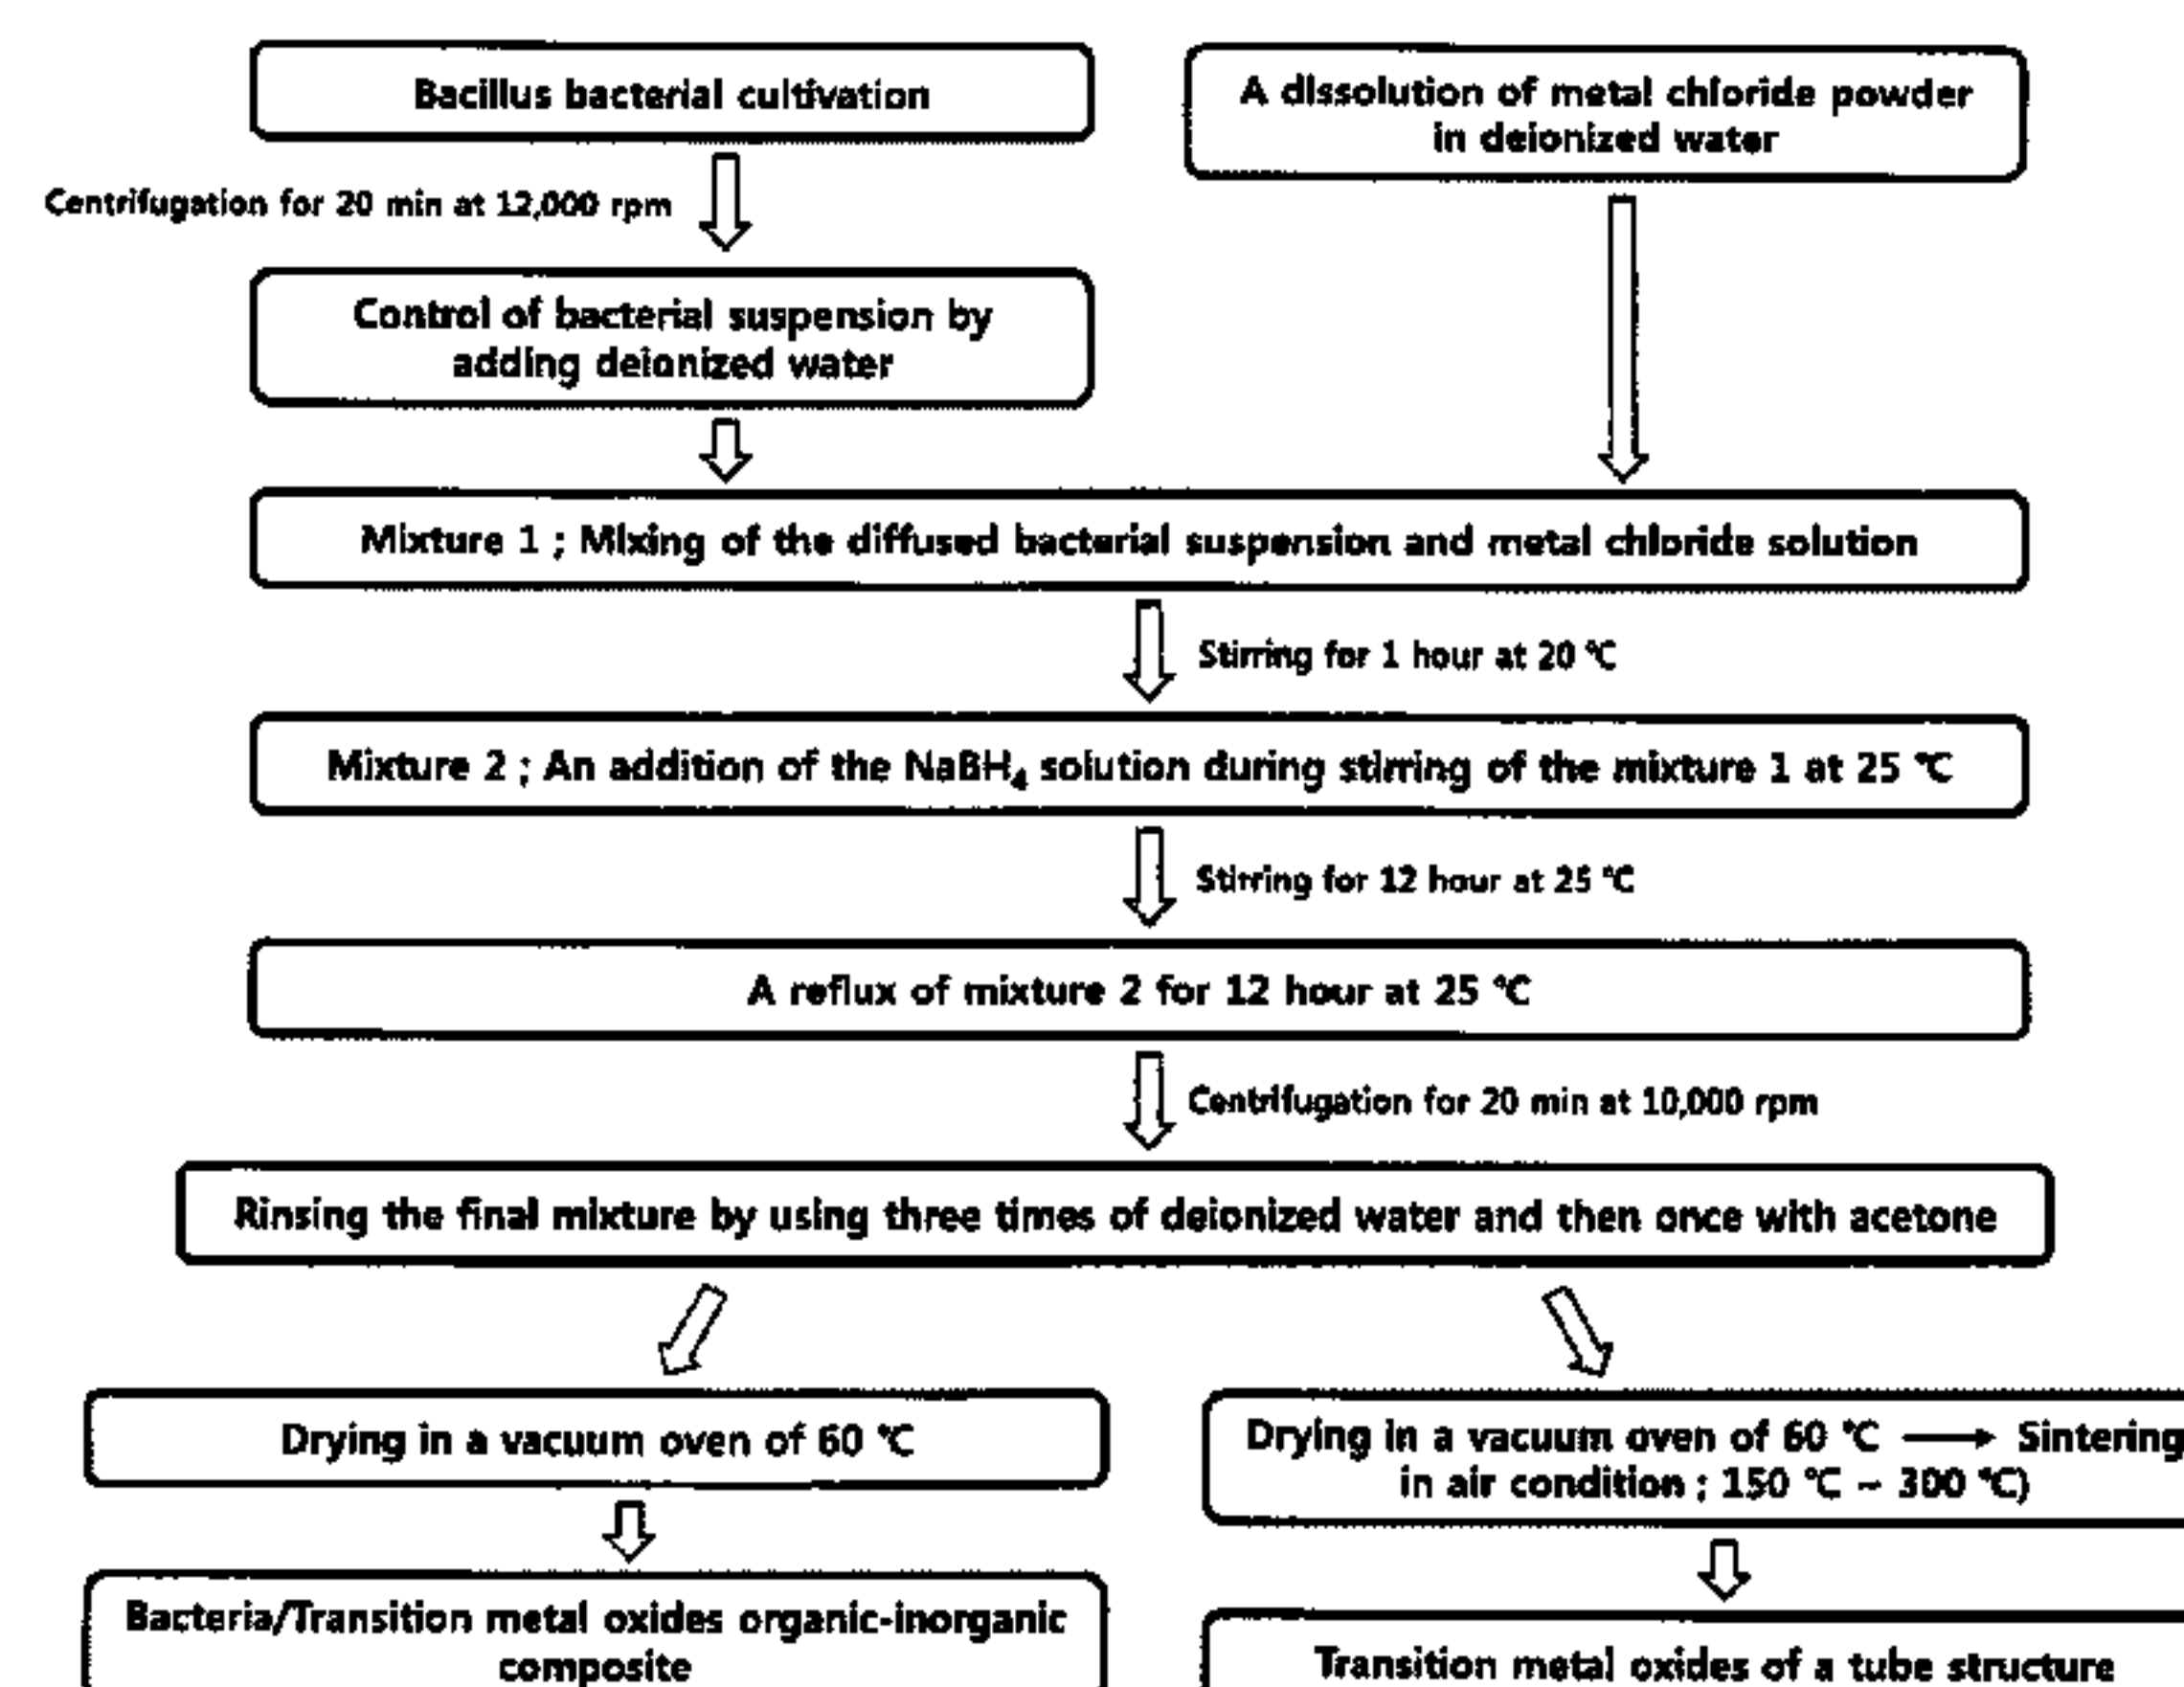 Bacillus bacterial cultivation
A dissolution of metal chloride powder
in deionized water
Centrifugation for 20 min at 12,000 rpm
Control of bacterial suspension by
adding deionized water
Mixture 1 ; Mixing of the diffused bacterial suspension and metal chloride solution
Stirring for 1 hour at 20 ℃
Mixture 2 ; An addition of the NaBH₄ solution during stirring of the mixture 1 at 25 ℃
Stirring for 12 hour at 25 ℃
A reflux of mixture 2 for 12 hour at 25 ℃
Centrifugation for 20 min at 10,000 rpm
Rinsing the final mixture by using three times of deionized water and then once with acetone
Drying in a vacuum oven of 60 ℃
Drying in a vacuum oven of 60 ℃ → Sintering
in air condition ; 150 ℃ ~ 300 ℃)
Bacteria/Transition metal oxides organic-inorganic
composite
Transition metal oxides of a tube structure